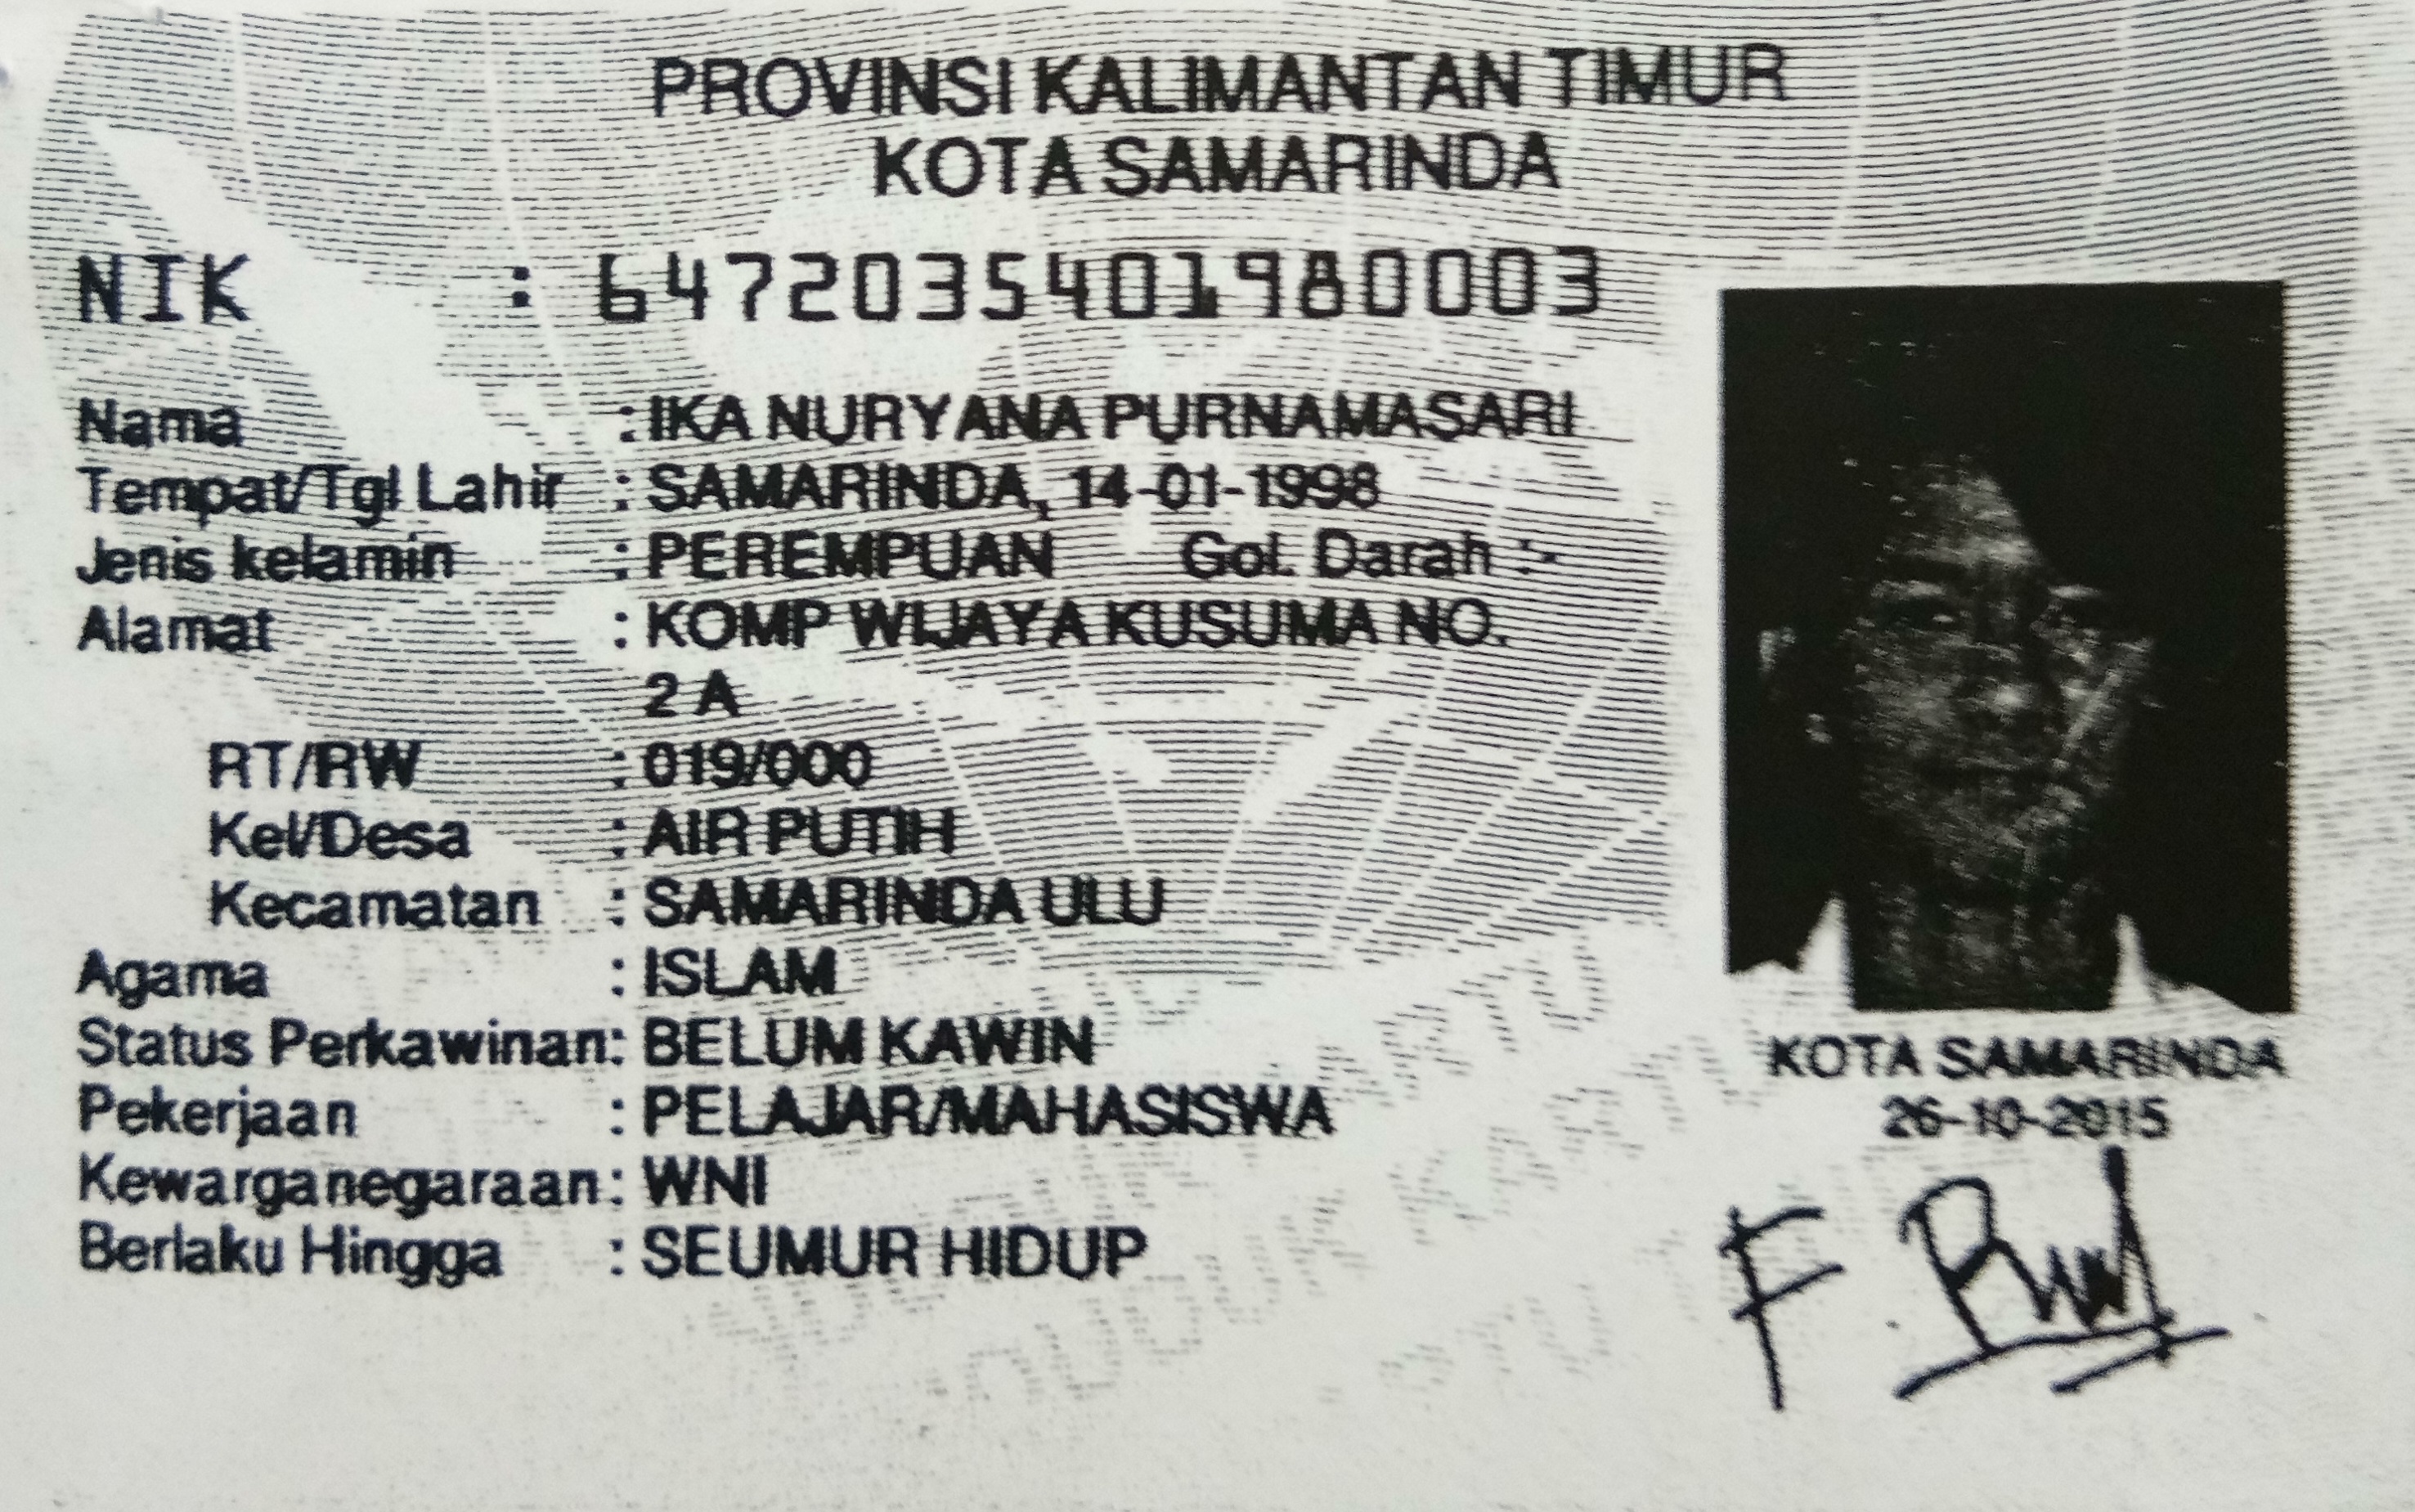 PROVINSI KALIMANTAN TIMUR
KOTA SAMARINDA
NIK : 6472035401980003
Nama : IKA NURYANA PURNAMASARI
Tempat/Tgl Lahir : SAMARINDA, 14-01-1998
Jenis kelamin : PEREMPUAN Gol. Darah :-
Alamat : KOMP WIJAYA KUSUMA NO.
2 A
RT/RW : 019/000
Kel/Desa : AIR PUTIH
Kecamatan : SAMARINDA ULU
Agama : ISLAM
Status Perkawinan: BELUM KAWIN
Pekerjaan : PELAJAR/MAHASISWA
Kewarganegaraan: WNI
Berlaku Hingga : SEUMUR HIDUP
KOTA SAMARINDA
26-10-2015